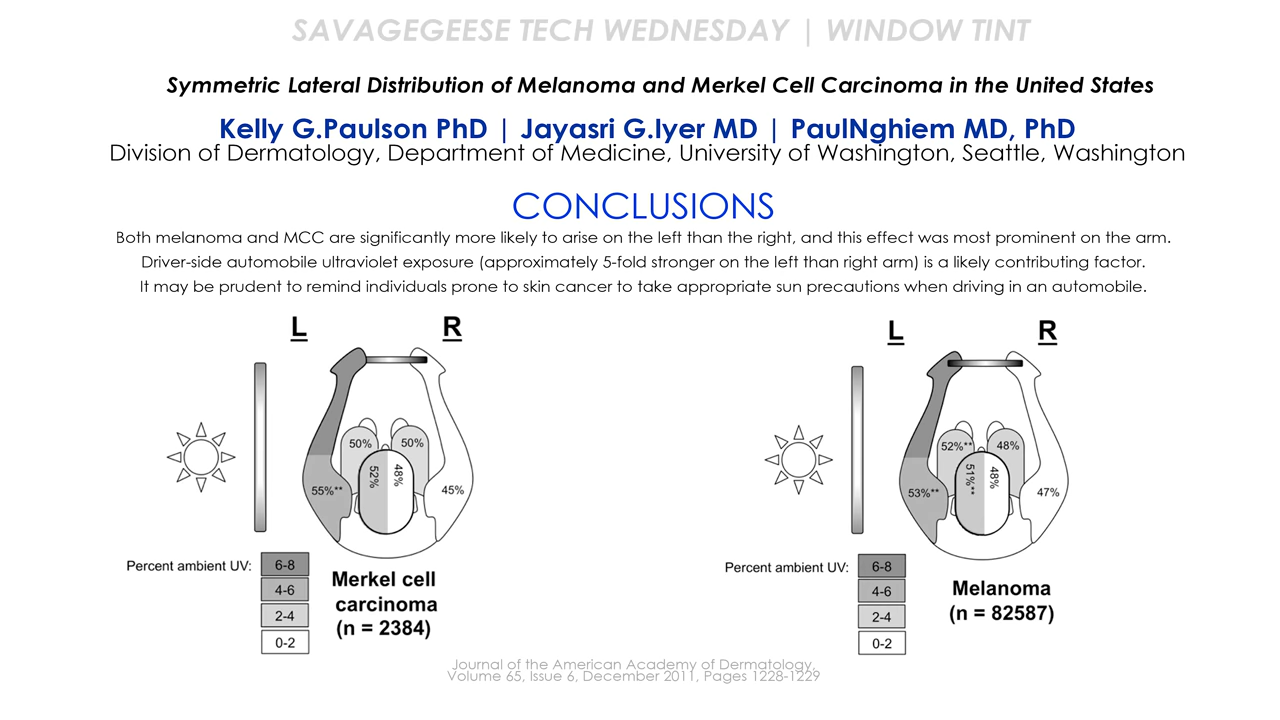 SAVAGEGEESE TECH WEDNESDAY | WINDOW TINT
Symmetric Lateral Distribution of Melanoma and Merkel Cell Carcinoma in the United States
Kelly G.Paulson PhD | Jayasri G.Iyer MD | PaulNghiem MD, PhD
Division of Dermatology, Department of Medicine, University of Washington, Seattle, Washington
CONCLUSIONS
Both melanoma and MCC are significantly more likely to arise on the left than the right, and this effect was most prominent on the arm.
Driver-side automobile ultraviolet exposure (approximately 5-fold stronger on the left than right arm) is a likely contributing factor.
It may be prudent to remind individuals prone to skin cancer to take appropriate sun precautions when driving in an automobile.
L R
50% 50%
52% 48%
55%** 45%
Percent ambient UV:
6-8
4-6
2-4
0-2
Merkel cell
carcinoma
(n = 2384)
L R
52%** 48%
51%** 48%
53%** 47%
Percent ambient UV:
6-8
4-6
2-4
0-2
Melanoma
(n = 82587)
Journal of the American Academy of Dermatology,
Volume 65, Issue 6, December 2011, Pages 1228-1229